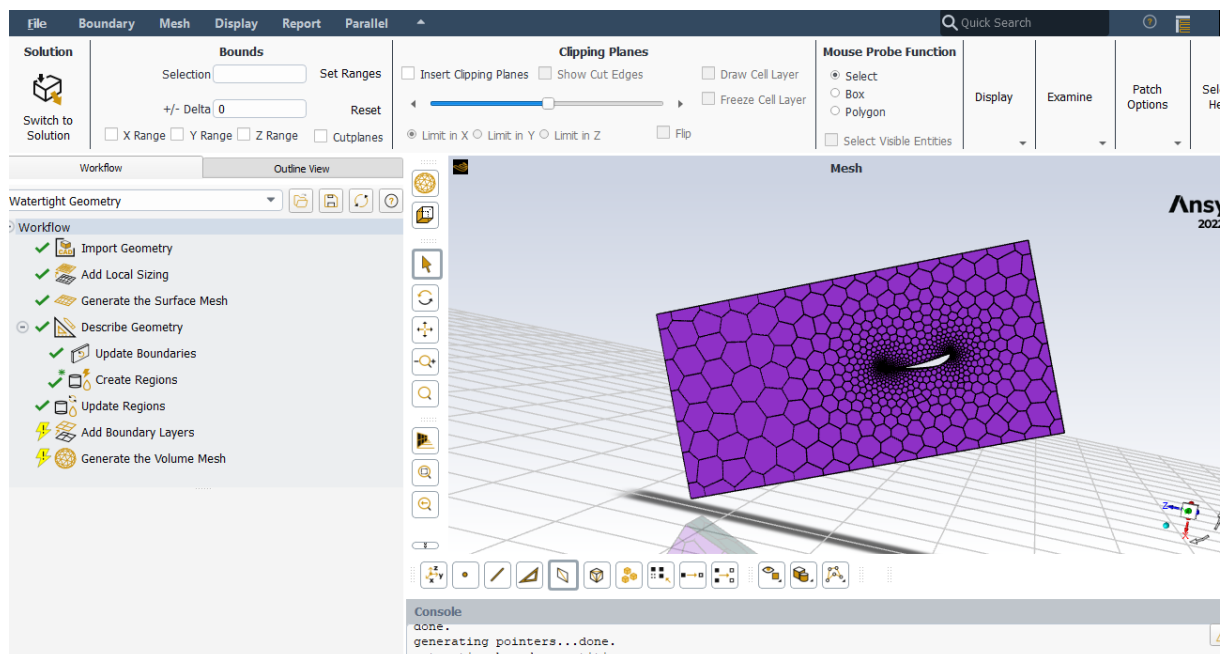 File Boundary Mesh Display Report Parallel Quick Search
Solution Bounds Clipping Planes Mouse Probe Function
Selection Set Ranges Insert Clipping Planes Show Cut Edges Draw Cell Layer Select
+/- Delta 0 Reset Freeze Cell Layer Box Display Examine Patch Options
Switch to Solution Polygon
X Range Y Range Z Range Cutplanes Limit in X Limit in Y Limit in Z Flip Select Visible Entities
Workflow Outline View Mesh
Watertight Geometry
Workflow
Import Geometry
Add Local Sizing
Generate the Surface Mesh
Describe Geometry
Update Boundaries
Create Regions
Update Regions
Add Boundary Layers
Generate the Volume Mesh
Console
done.
generating pointers...done.